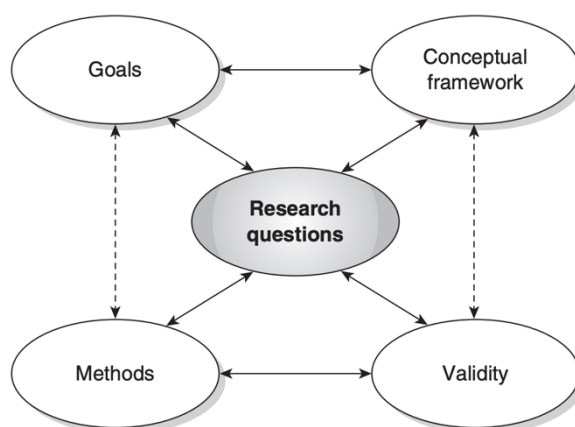 Goals
Conceptual
framework
Research
questions
Methods
Validity